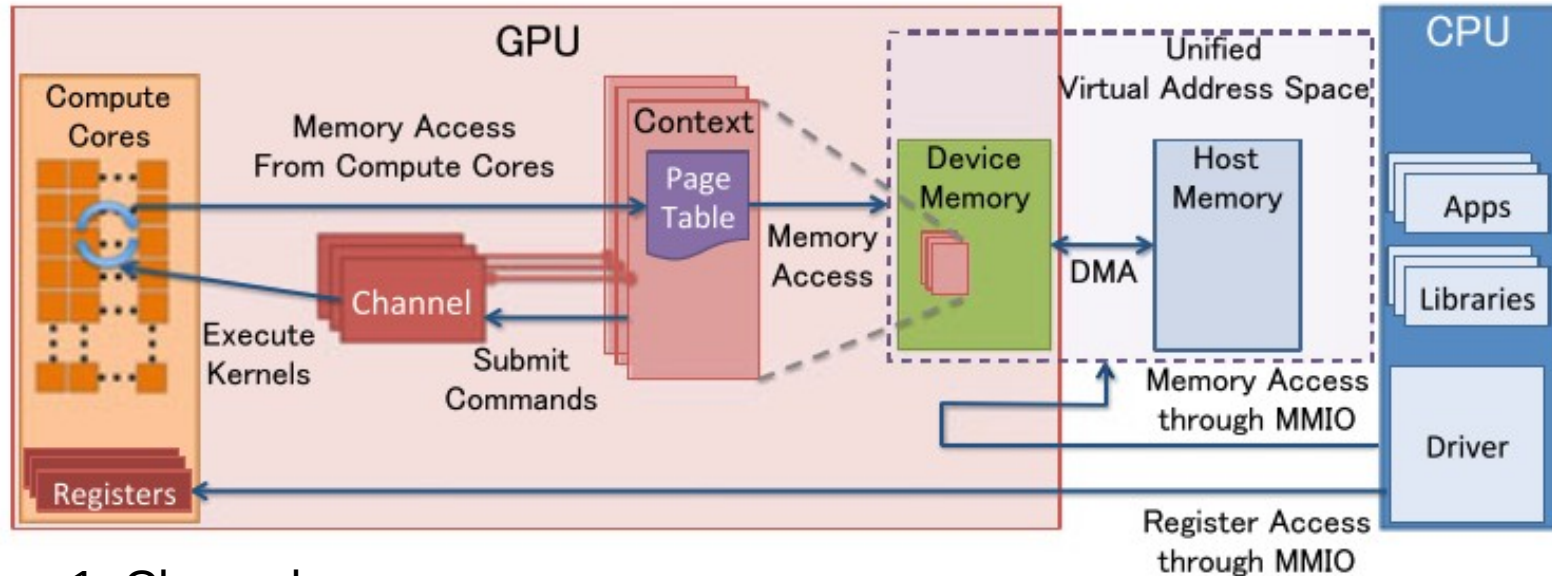 GPU
CPU
Unified
Virtual Address Space
Compute
Cores
Memory Access
From Compute Cores
Context
Page
Table
Device
Memory
Host
Memory
Memory
Access
DMA
Apps
Libraries
Channel
Execute
Kernels
Submit
Commands
Memory Access
through MMIO
Driver
Registers
Register Access
through MMIO